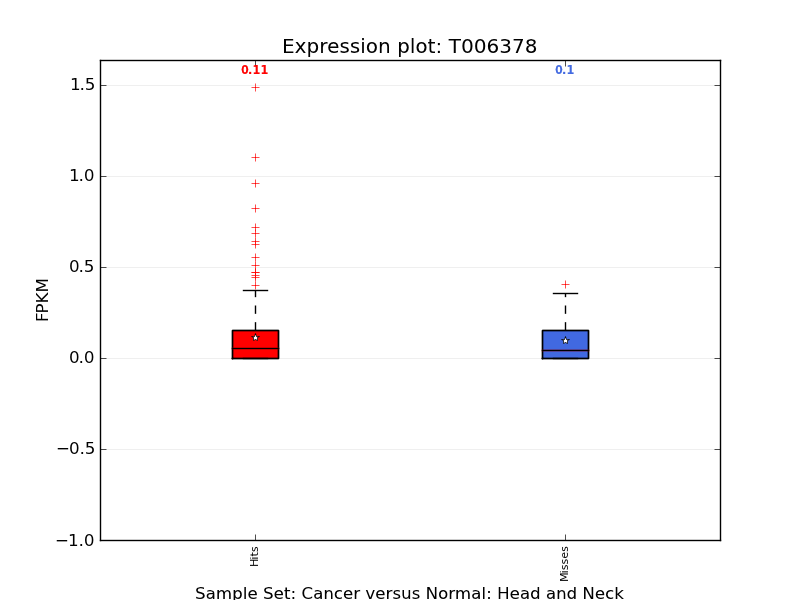 Expression plot: T006378
0.11 0.1
1.5
1.0
0.5
0.0
−0.5
−1.0
FPKM
Hits Misses
Sample Set: Cancer versus Normal: Head and Neck